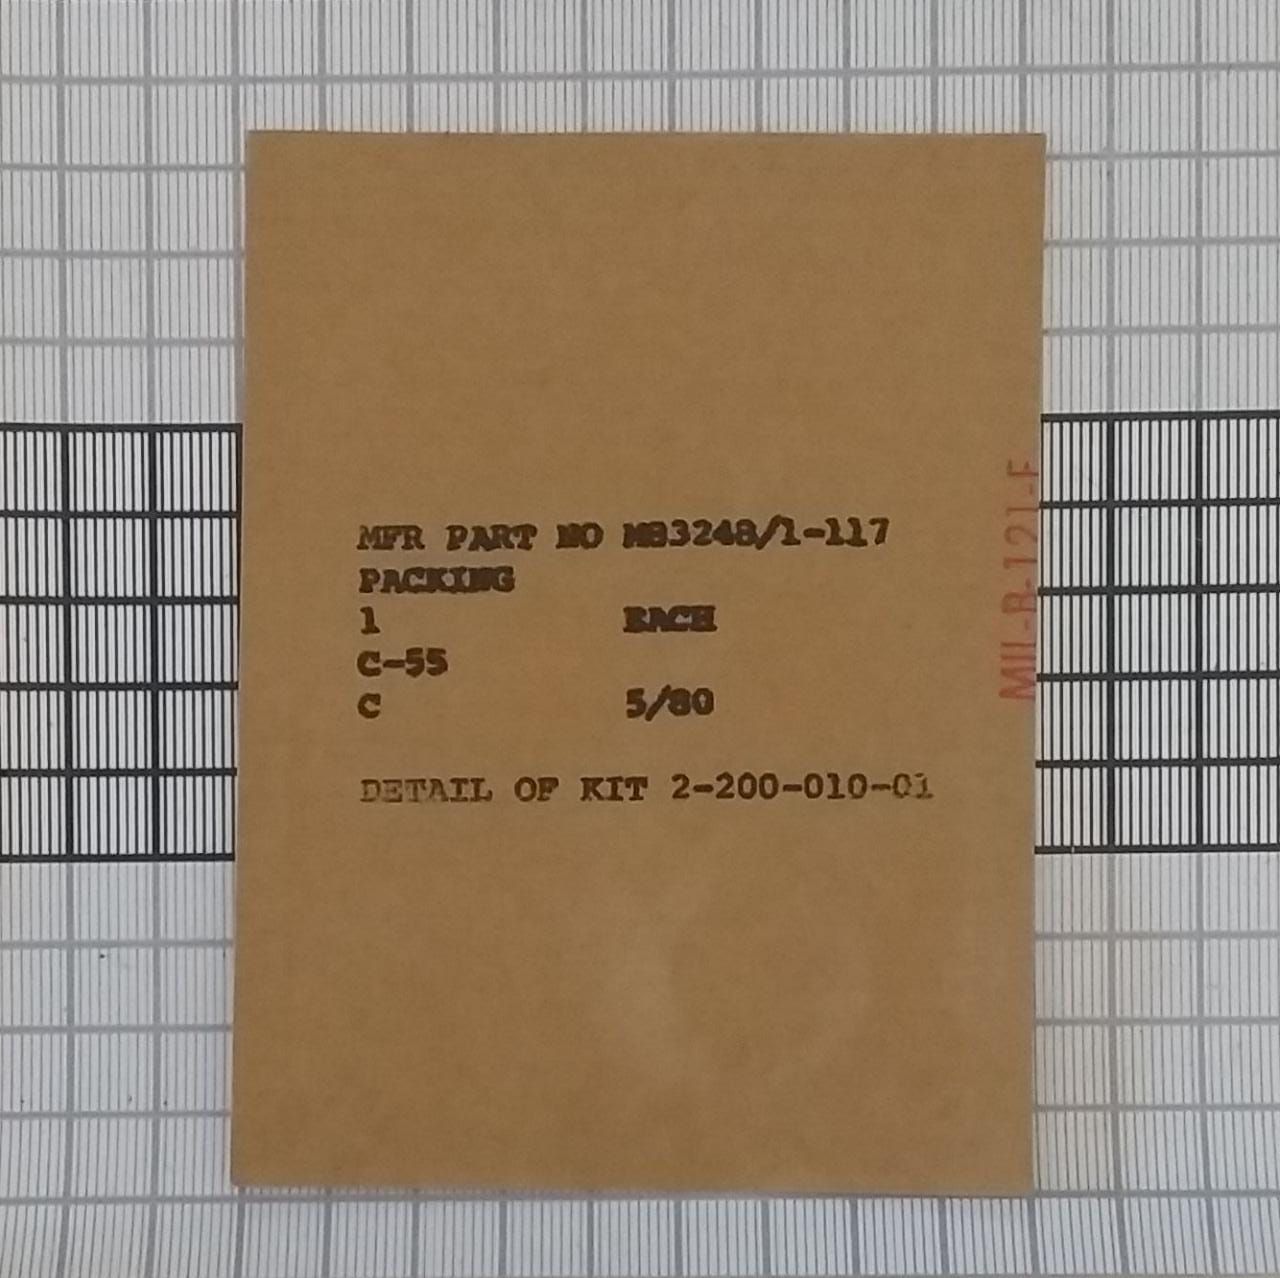 MFR PART NO M83248/1-117
PACKING
1 EACH
C-55
C 5/80
DETAIL OF KIT 2-200-010-01
MIL-B-121-F